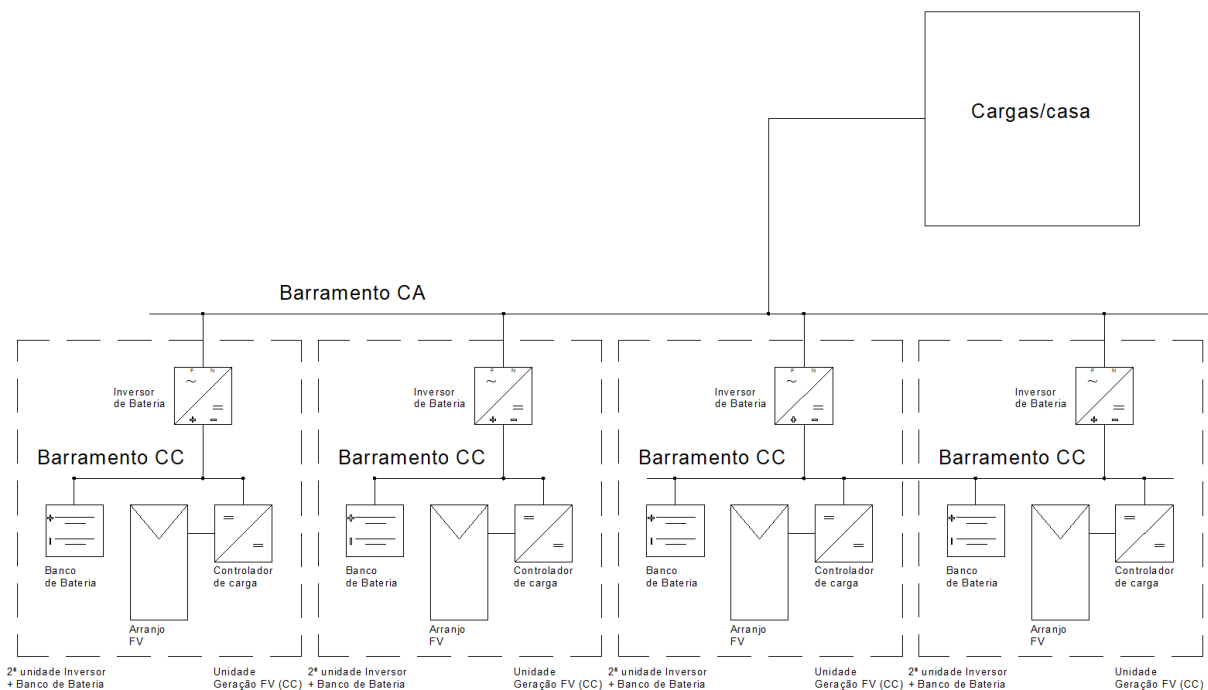 Cargas/casa
Barramento CA
F N
Inversor
de Bateria
F N
Inversor
de Bateria
F N
Inversor
de Bateria
F N
Inversor
de Bateria
Barramento CC
Barramento CC
Barramento CC
Barramento CC
Banco
de Bateria
Controlador
de carga
Arranjo
FV
Banco
de Bateria
Controlador
de carga
Arranjo
FV
Banco
de Bateria
Controlador
de carga
Arranjo
FV
Banco
de Bateria
Controlador
de carga
Arranjo
FV
2ª unidade Inversor
+ Banco de Bateria
Unidade
Geração FV (CC)
2ª unidade Inversor
+ Banco de Bateria
Unidade
Geração FV (CC)
2ª unidade Inversor
+ Banco de Bateria
Unidade
Geração FV (CC)
2ª unidade Inversor
+ Banco de Bateria
Unidade
Geração FV (CC)